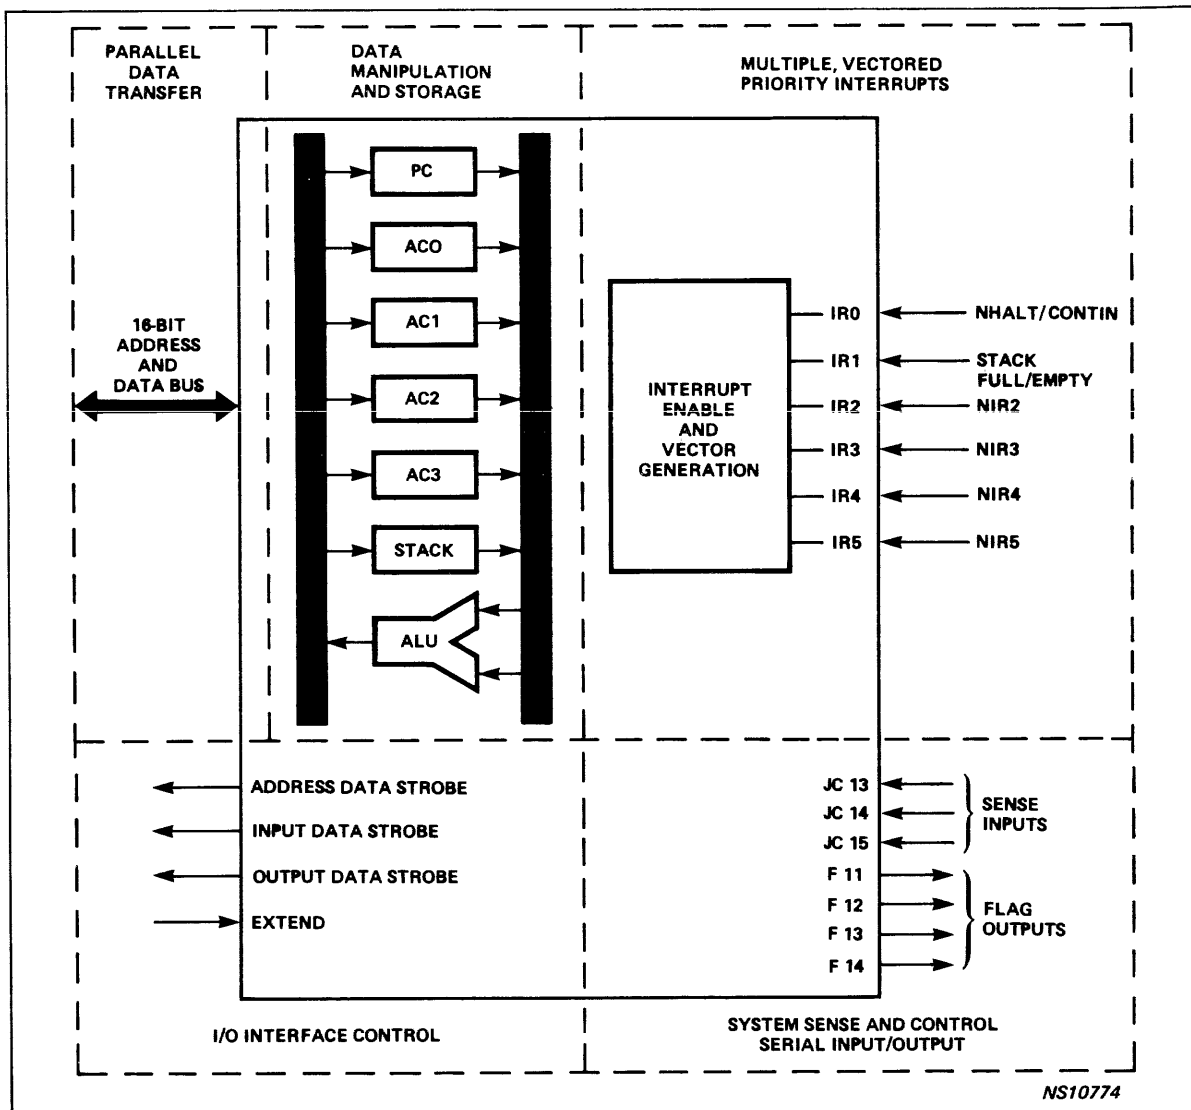 PARALLEL
DATA
TRANSFER
DATA
MANIPULATION
AND STORAGE
MULTIPLE, VECTORED
PRIORITY INTERRUPTS
16-BIT
ADDRESS
AND
DATA BUS
PC
AC0
AC1
AC2
AC3
STACK
ALU
INTERRUPT
ENABLE
AND
VECTOR
GENERATION
IR0
IR1
IR2
IR3
IR4
IR5
NHALT/CONTIN
STACK
FULL/EMPTY
NIR2
NIR3
NIR4
NIR5
ADDRESS DATA STROBE
INPUT DATA STROBE
OUTPUT DATA STROBE
EXTEND
JC 13
JC 14
JC 15
SENSE
INPUTS
F 11
F 12
F 13
F 14
FLAG
OUTPUTS
I/O INTERFACE CONTROL
SYSTEM SENSE AND CONTROL
SERIAL INPUT/OUTPUT
NS10774